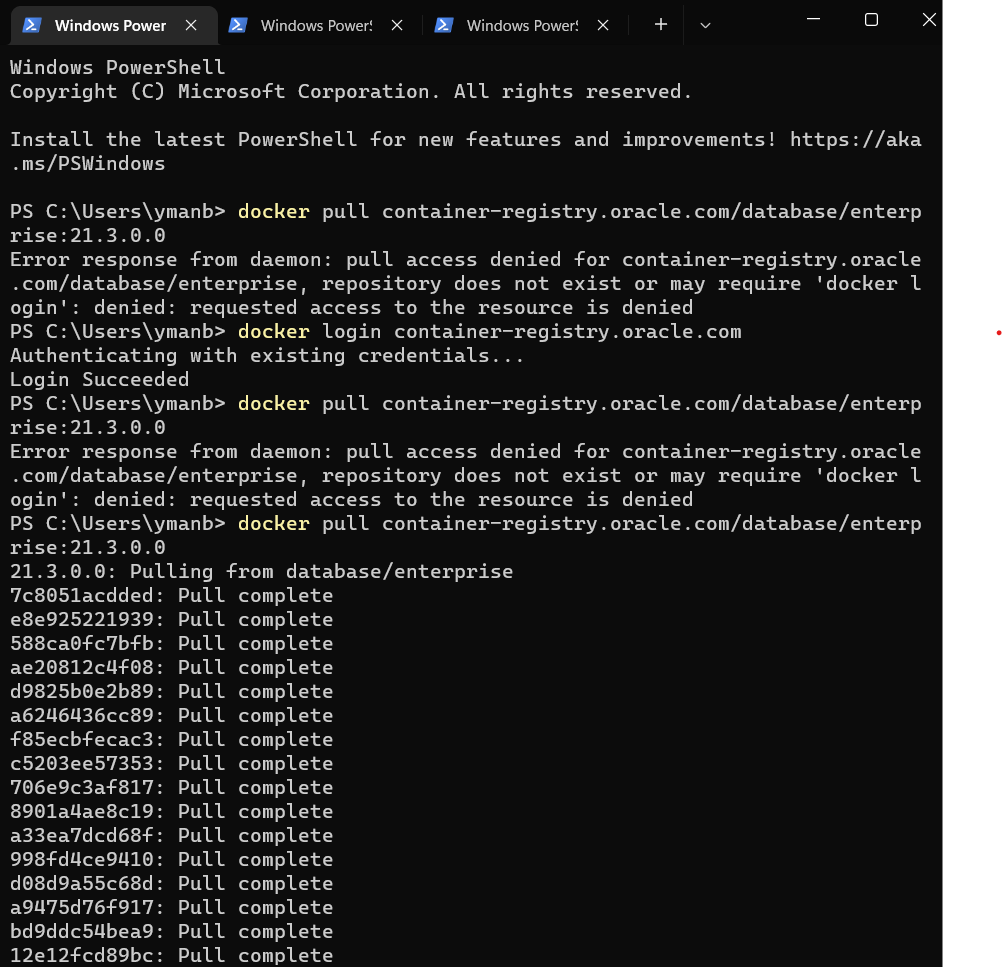 Windows Power
Windows PowerS
Windows PowerS
Windows PowerShell
Copyright (C) Microsoft Corporation. All rights reserved.
Install the latest PowerShell for new features and improvements! https://aka
.ms/PSWindows
PS C:\Users\ymanb> docker pull container-registry.oracle.com/database/enterp
rise:21.3.0.0
Error response from daemon: pull access denied for container-registry.oracle
.com/database/enterprise, repository does not exist or may require 'docker l
ogin': denied: requested access to the resource is denied
PS C:\Users\ymanb> docker login container-registry.oracle.com
Authenticating with existing credentials...
Login Succeeded
PS C:\Users\ymanb> docker pull container-registry.oracle.com/database/enterp
rise:21.3.0.0
Error response from daemon: pull access denied for container-registry.oracle
.com/database/enterprise, repository does not exist or may require 'docker l
ogin': denied: requested access to the resource is denied
PS C:\Users\ymanb> docker pull container-registry.oracle.com/database/enterp
rise:21.3.0.0
21.3.0.0: Pulling from database/enterprise
7c8051acdded: Pull complete
e8e925221939: Pull complete
588ca0fc7bfb: Pull complete
ae20812c4f08: Pull complete
d9825b0e2b89: Pull complete
a6246436cc89: Pull complete
f85ecbfecac3: Pull complete
c5203ee57353: Pull complete
706e9c3af817: Pull complete
8901a4ae8c19: Pull complete
a33ea7dcd68f: Pull complete
998fd4ce9410: Pull complete
d08d9a55c68d: Pull complete
a9475d76f917: Pull complete
bd9ddc54bea9: Pull complete
12e12fcd89bc: Pull complete